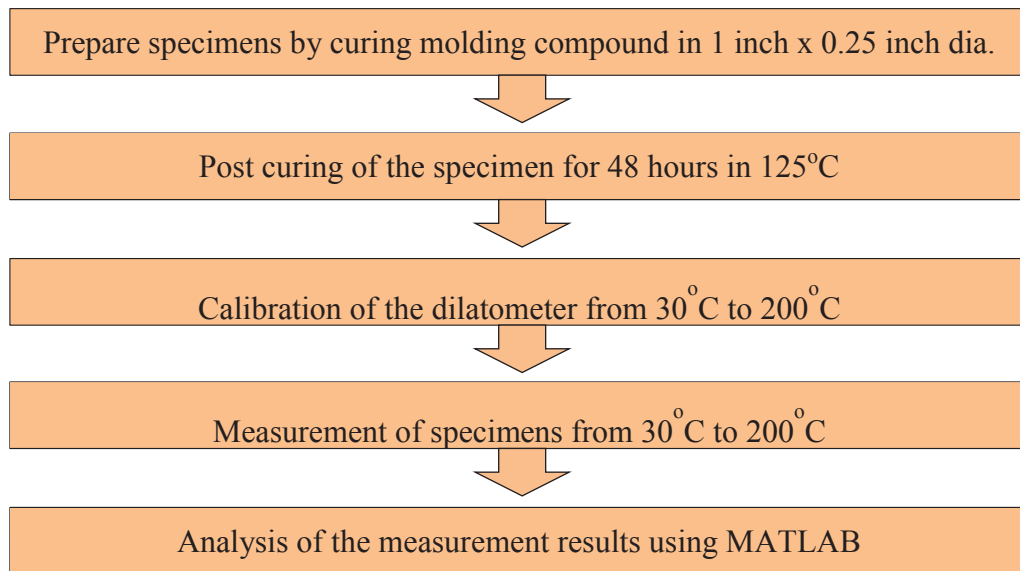 Prepare specimens by curing molding compound in 1 inch x 0.25 inch dia.
Post curing of the specimen for 48 hours in 125°C
Calibration of the dilatometer from 30°C to 200°C
Measurement of specimens from 30°C to 200°C
Analysis of the measurement results using MATLAB